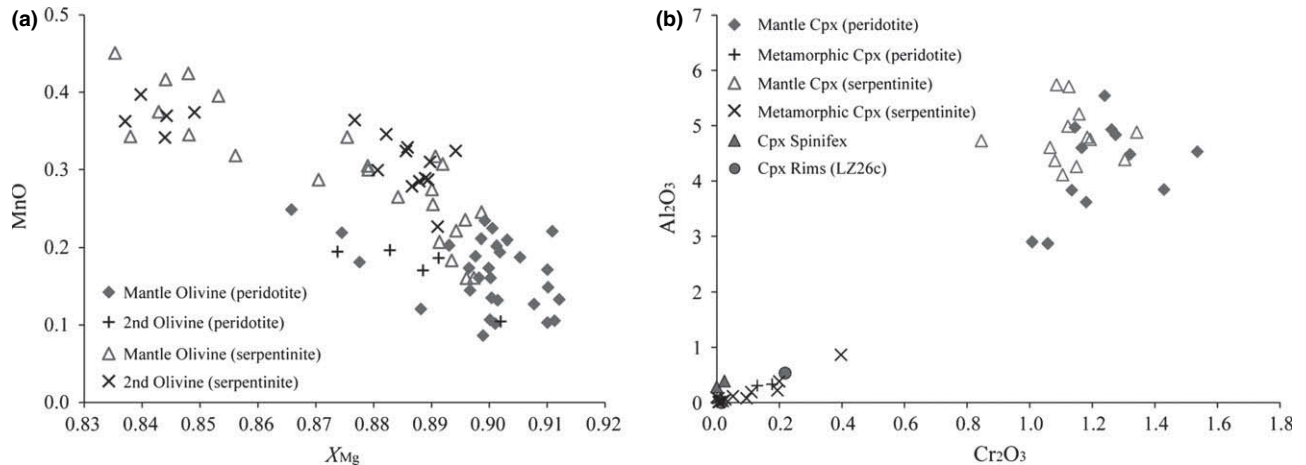 (a)
0.5
0.4
0.3
0.2
0.1
0.0
MnO
Mantle Olivine (peridotite)
2nd Olivine (peridotite)
Mantle Olivine (serpentinite)
2nd Olivine (serpentinite)
0.83 0.84 0.85 0.86 0.87 0.88 0.89 0.90 0.91 0.92
XMg
(b)
7
6
5
4
3
2
1
0
Al2O3
Mantle Cpx (peridotite)
Metamorphic Cpx (peridotite)
Mantle Cpx (serpentinite)
Metamorphic Cpx (serpentinite)
Cpx Spinifex
Cpx Rims (LZ26c)
0.0 0.2 0.4 0.6 0.8 1.0 1.2 1.4 1.6 1.8
Cr2O3